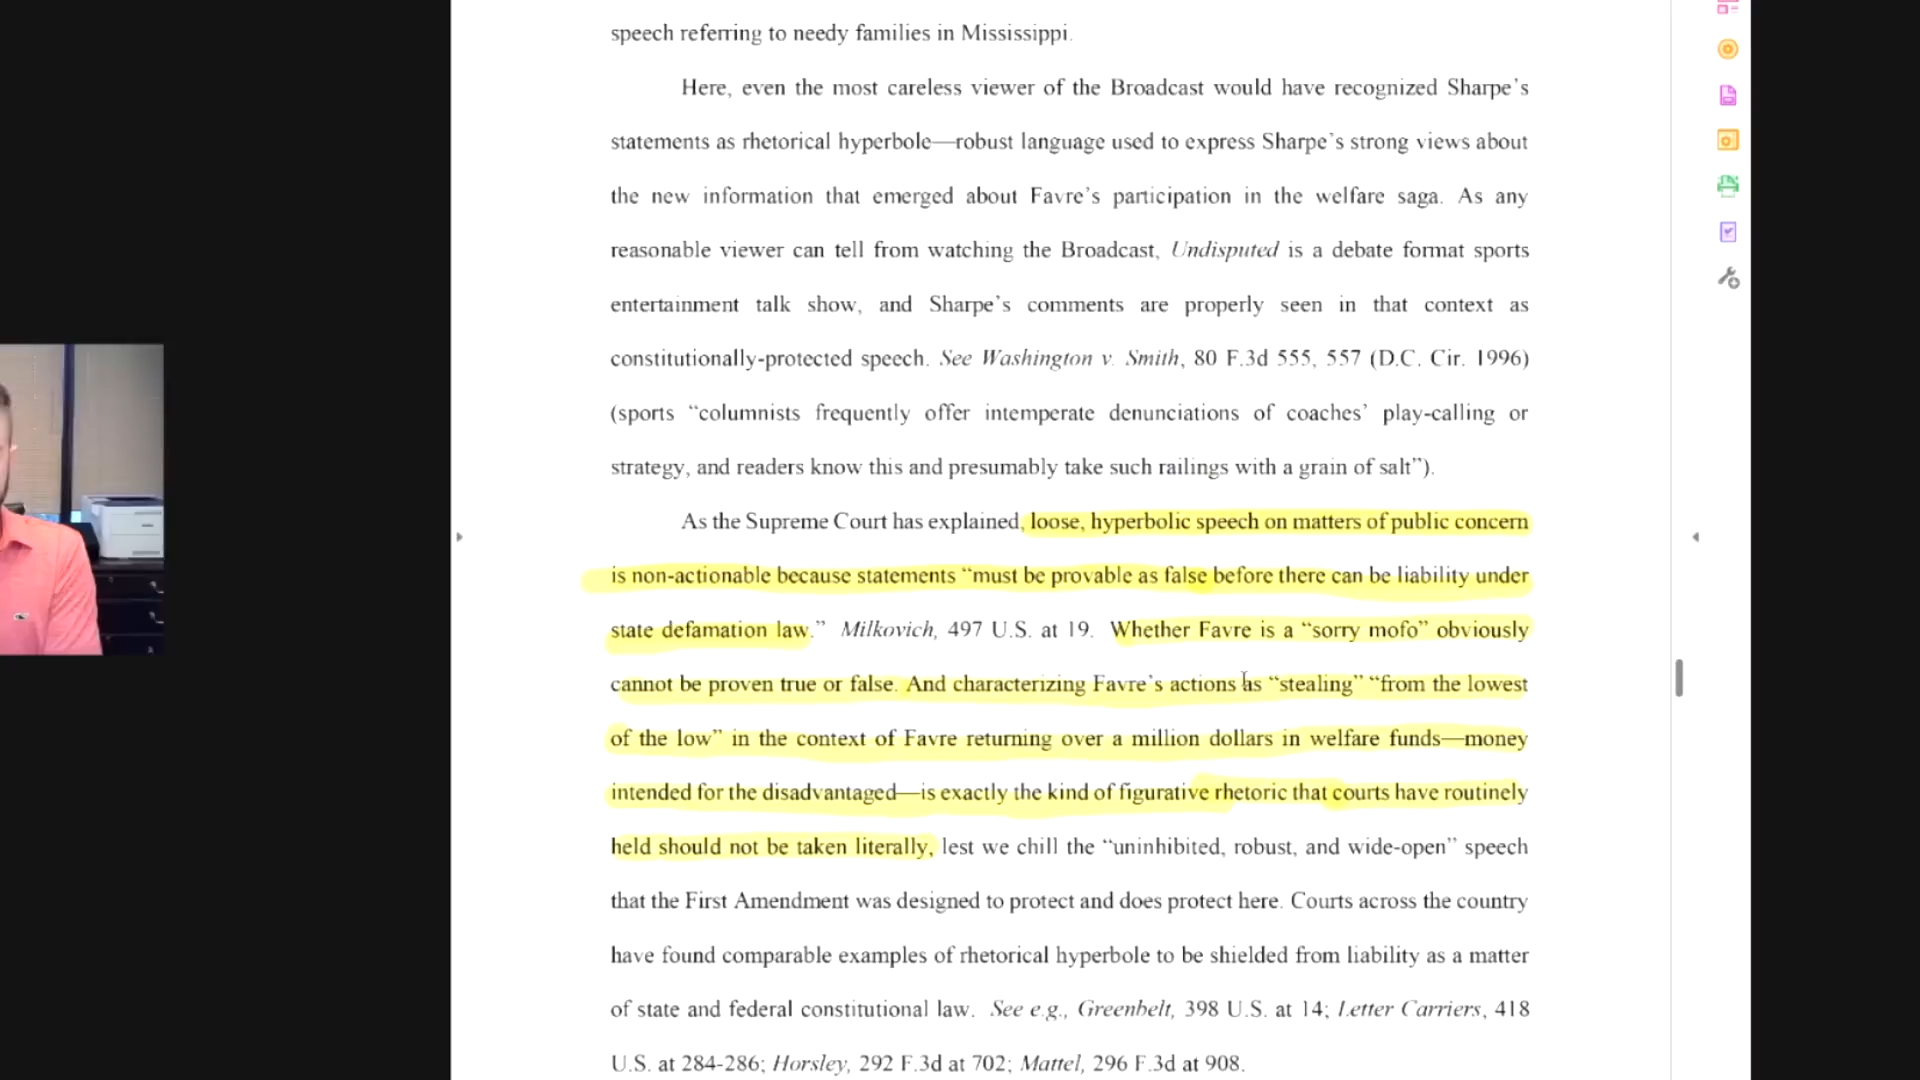 speech referring to needy families in Mississippi.
Here, even the most careless viewer of the Broadcast would have recognized Sharpe’s
statements as rhetorical hyperbole—robust language used to express Sharpe’s strong views about
the new information that emerged about Favre’s participation in the welfare saga. As any
reasonable viewer can tell from watching the Broadcast, Undisputed is a debate format sports
entertainment talk show, and Sharpe’s comments are properly seen in that context as
constitutionally-protected speech. See Washington v. Smith, 80 F.3d 555, 557 (D.C. Cir. 1996)
(sports “columnists frequently offer intemperate denunciations of coaches’ play-calling or
strategy, and readers know this and presumably take such railings with a grain of salt”).
As the Supreme Court has explained, loose, hyperbolic speech on matters of public concern
is non-actionable because statements “must be provable as false before there can be liability under
state defamation law.” Milkovich, 497 U.S. at 19. Whether Favre is a “sorry mofo” obviously
cannot be proven true or false. And characterizing Favre’s actions as “stealing” “from the lowest
of the low” in the context of Favre returning over a million dollars in welfare funds—money
intended for the disadvantaged—is exactly the kind of figurative rhetoric that courts have routinely
held should not be taken literally, lest we chill the “uninhibited, robust, and wide-open” speech
that the First Amendment was designed to protect and does protect here. Courts across the country
have found comparable examples of rhetorical hyperbole to be shielded from liability as a matter
of state and federal constitutional law. See e.g., Greenbelt, 398 U.S. at 14; Letter Carriers, 418
U.S. at 284-286; Horsley, 292 F.3d at 702; Mattel, 296 F.3d at 908.